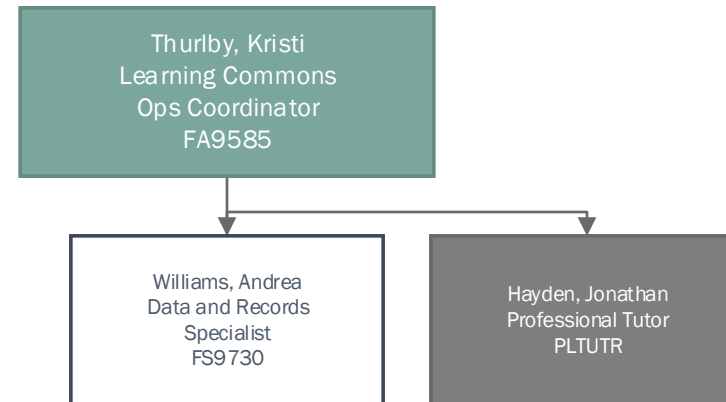 Thurlby, Kristi
Learning Commons
Ops Coordinator
FA9585
Williams, Andrea
Data and Records
Specialist
FS9730
Hayden, Jonathan
Professional Tutor
PLTUTR